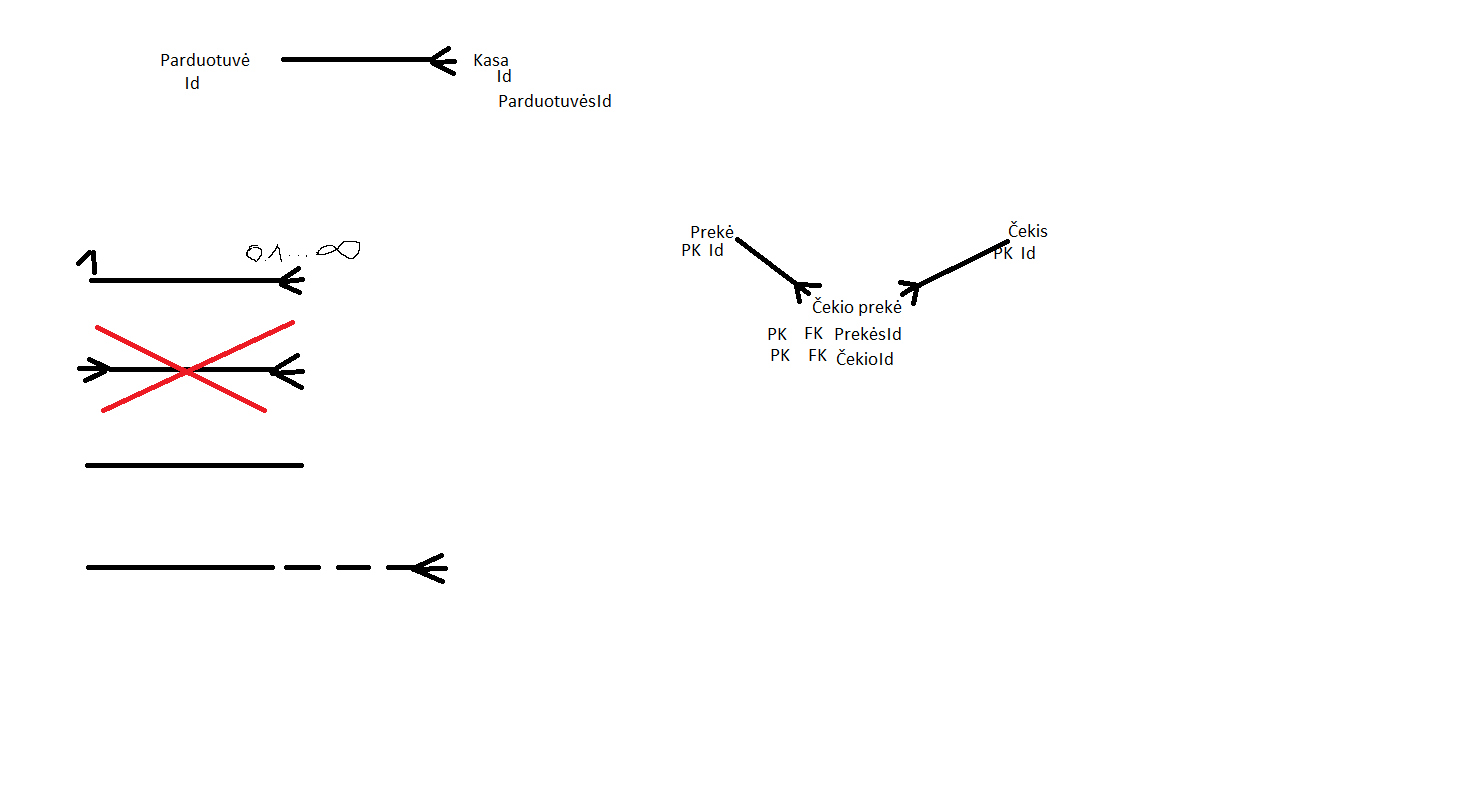 Parduotuvė
Id
Kasa
Id
ParduotuvėsId
1
0.1...∞
Prekė
PK Id
Čekis
PK Id
Čekio prekė
PK FK PrekėsId
PK FK ČekioId